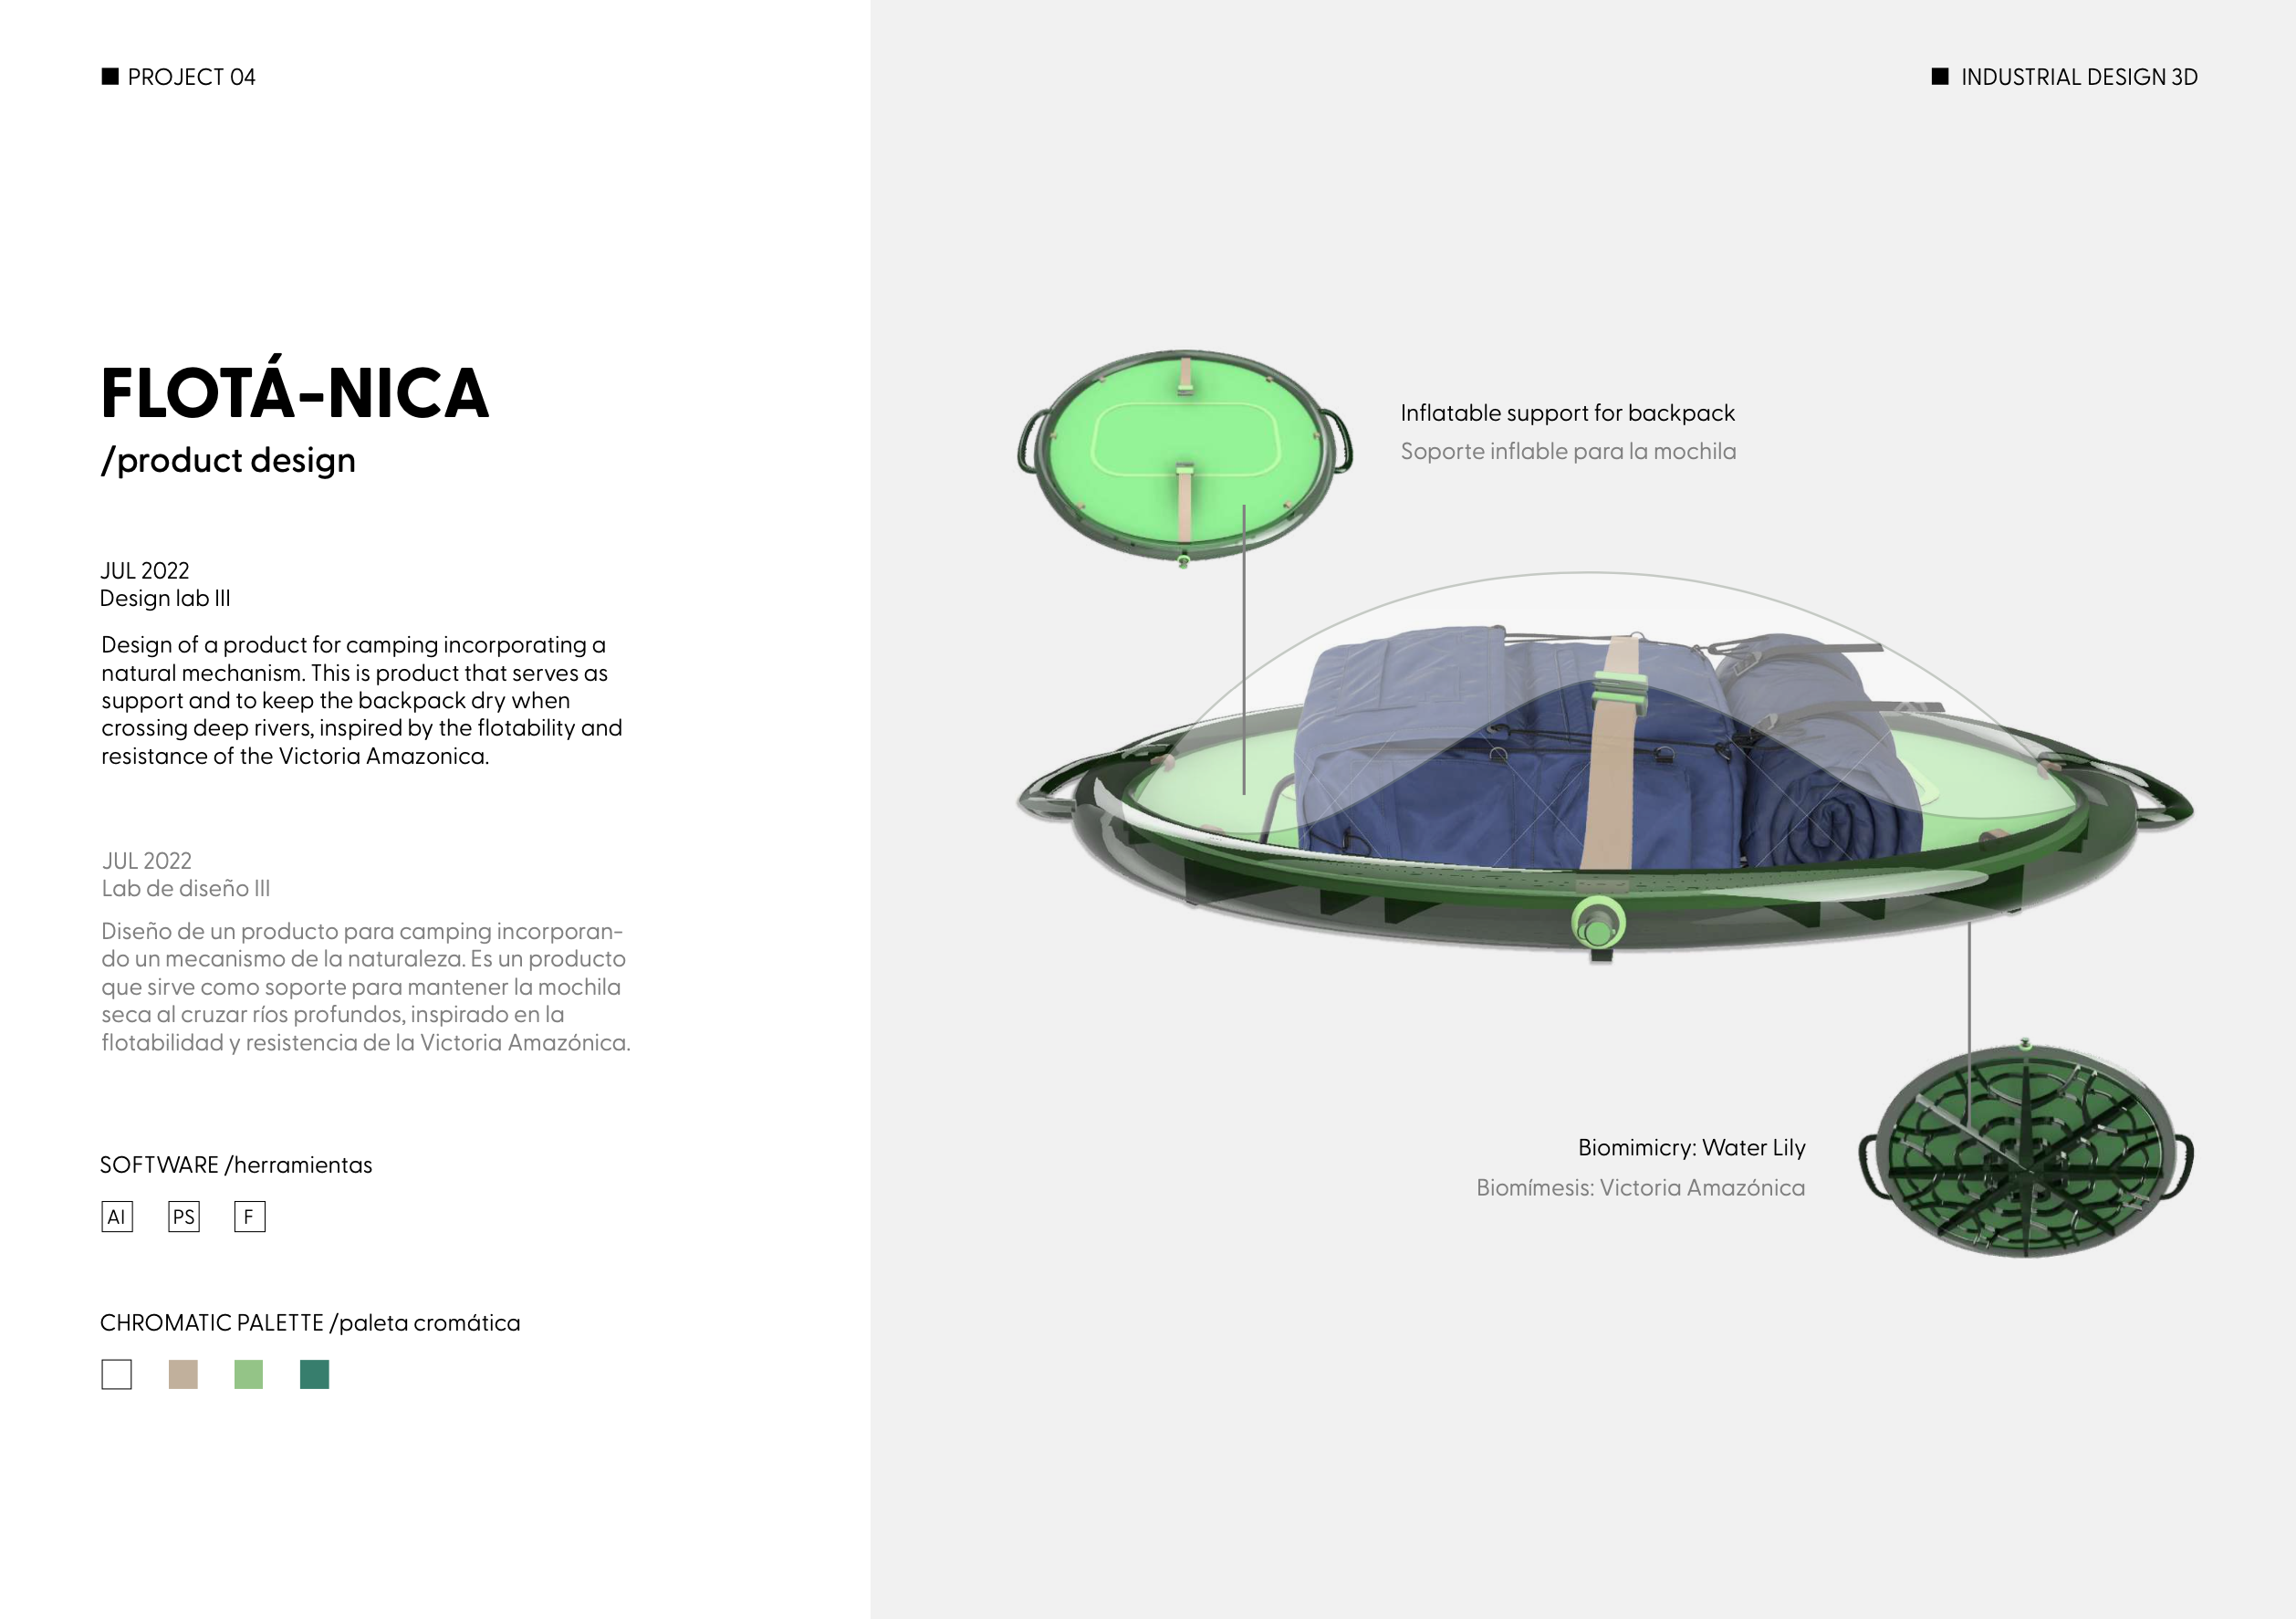 PROJECT 04
INDUSTRIAL DESIGN 3D
FLOTÁ-NICA
/product design
JUL 2022
Design lab III
Design of a product for camping incorporating a
natural mechanism. This is product that serves as
support and to keep the backpack dry when
crossing deep rivers, inspired by the flotability and
resistance of the Victoria Amazonica.
JUL 2022
Lab de diseño III
Diseño de un producto para camping incorporan-
do un mecanismo de la naturaleza. Es un producto
que sirve como soporte para mantener la mochila
seca al cruzar ríos profundos, inspirado en la
flotabilidad y resistencia de la Victoria Amazónica.
SOFTWARE /herramientas
AI PS F
CHROMATIC PALETTE /paleta cromática
Inflatable support for backpack
Soporte inflable para la mochila
Biomimicry: Water Lily
Biomímesis: Victoria Amazónica